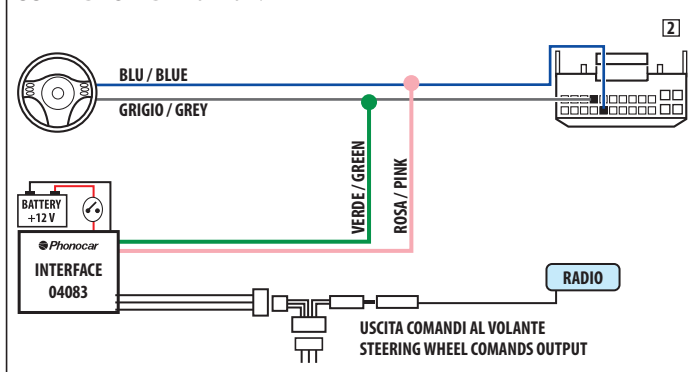 2
BLU / BLUE
GRIGIO / GREY
VERDE / GREEN
ROSA / PINK
BATTERY
+12 V
Phonocar
INTERFACE
04083
RADIO
USCITA COMANDI AL VOLANTE
STEERING WHEEL COMANDS OUTPUT